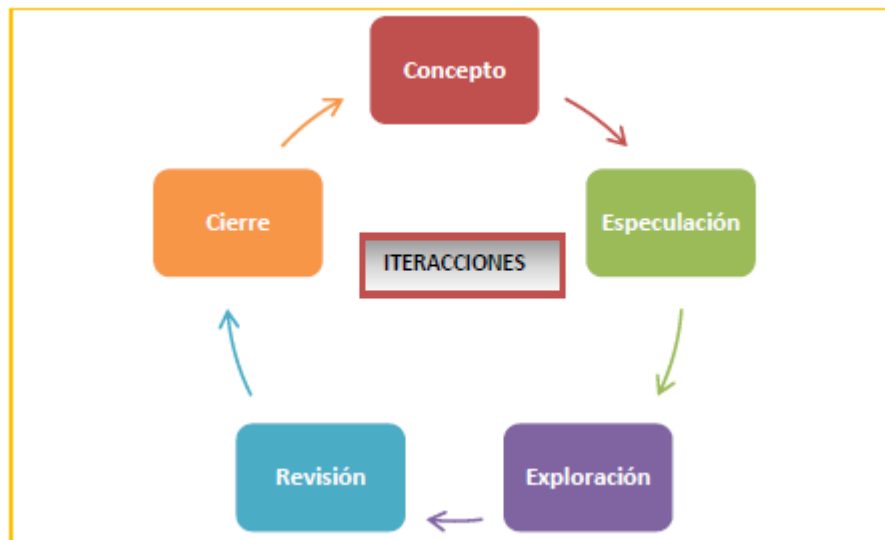 Concepto
Especulación
Exploración
Revisión
Cierre
ITERACCIONES